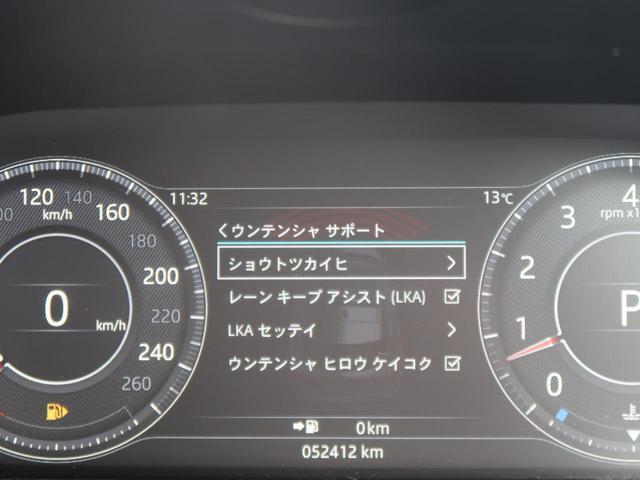 11:32
13℃
ウンテンシャ サポート
ショウトツカイヒ
レーン キープ アシスト (LKA)
LKA セッテイ
ウンテンシャ ヒロウ ケイコク
0km
052412 km
120 140
km/h 160
180
200
220
240
260
0
km/h
4
rpm x1
3
2
1
0
P